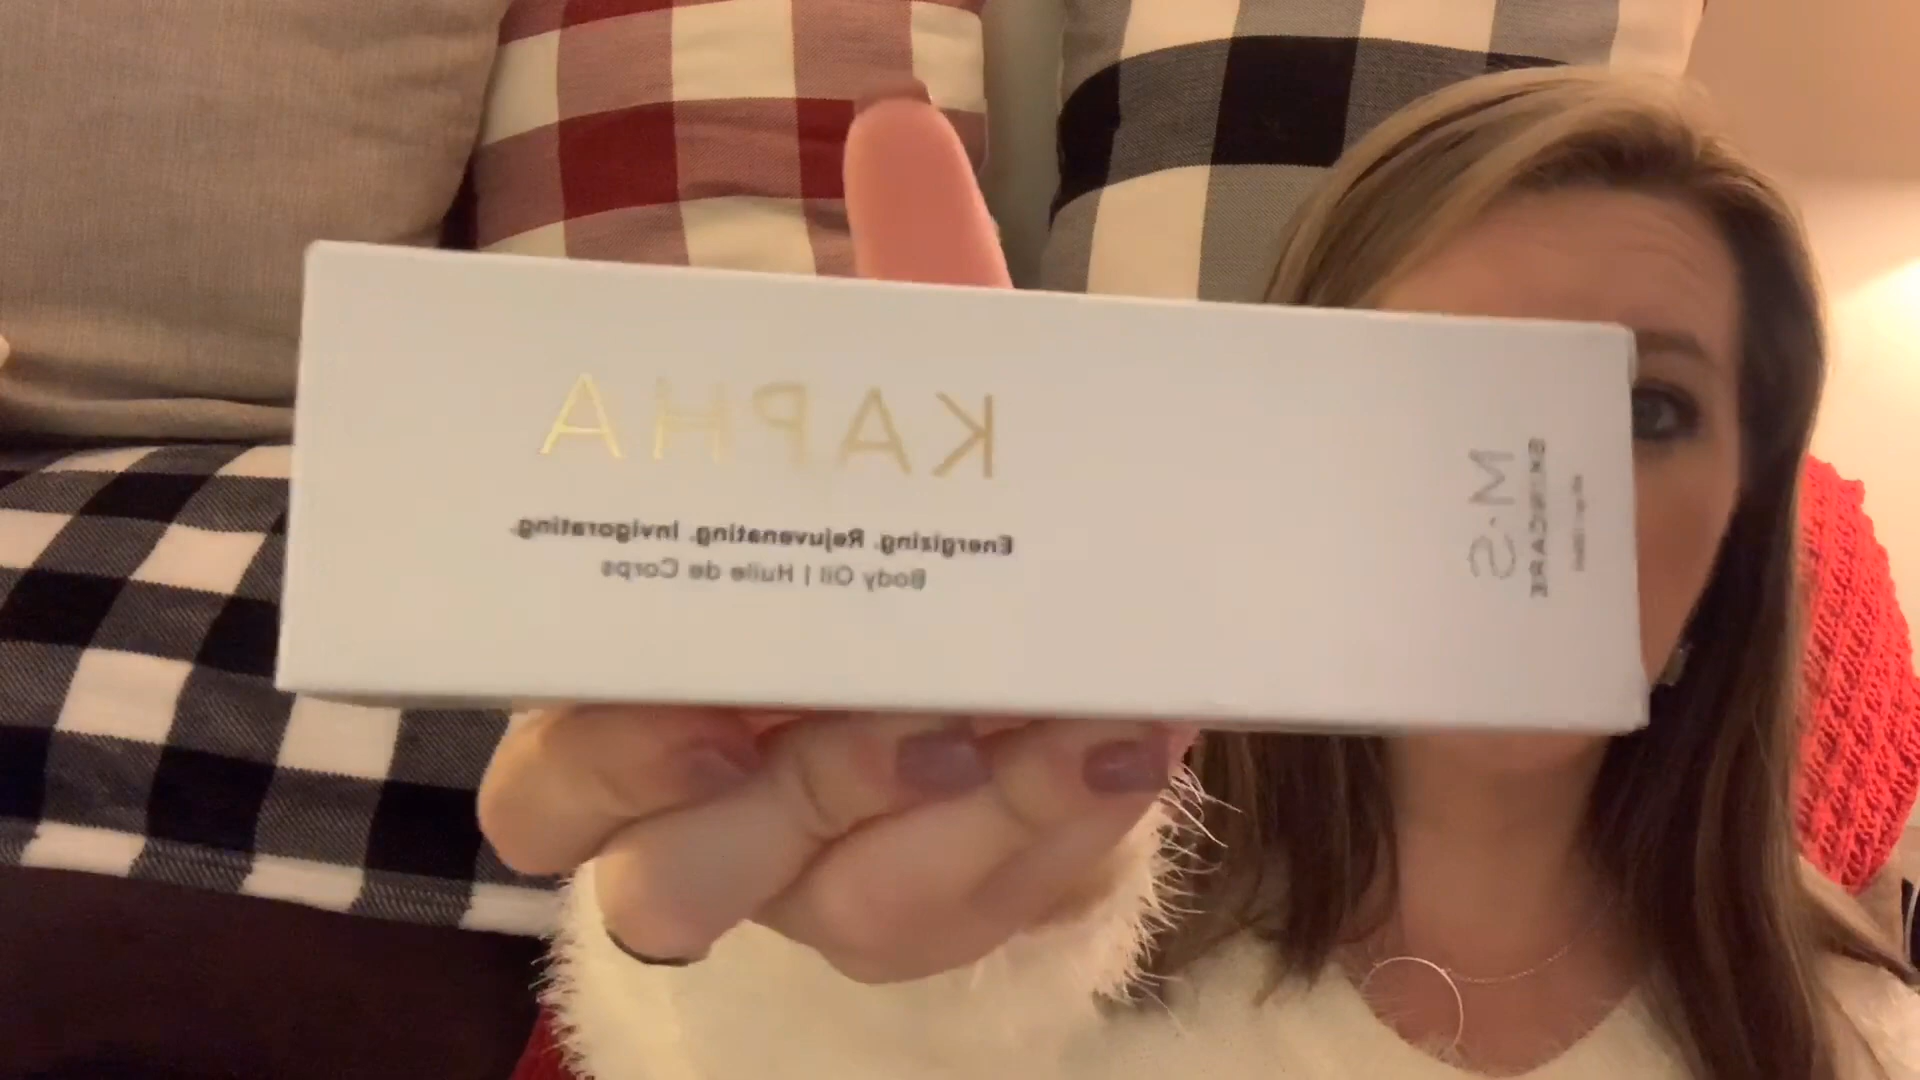 KAPHA
Energizing. Rejuvenating. Invigorating.
Body Oil | Huile de Corps
M·S
SKINCARE